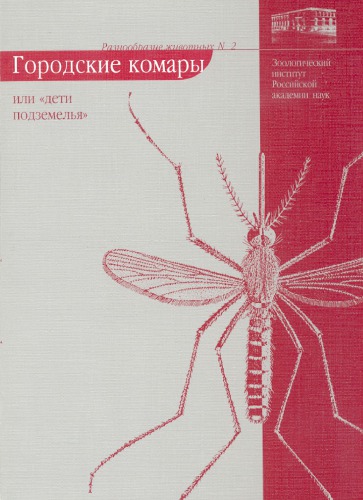 Разнообразие животных N 2
Городские комары
или «дети
подземелья»
Зоологический
институт
Российской
академии наук